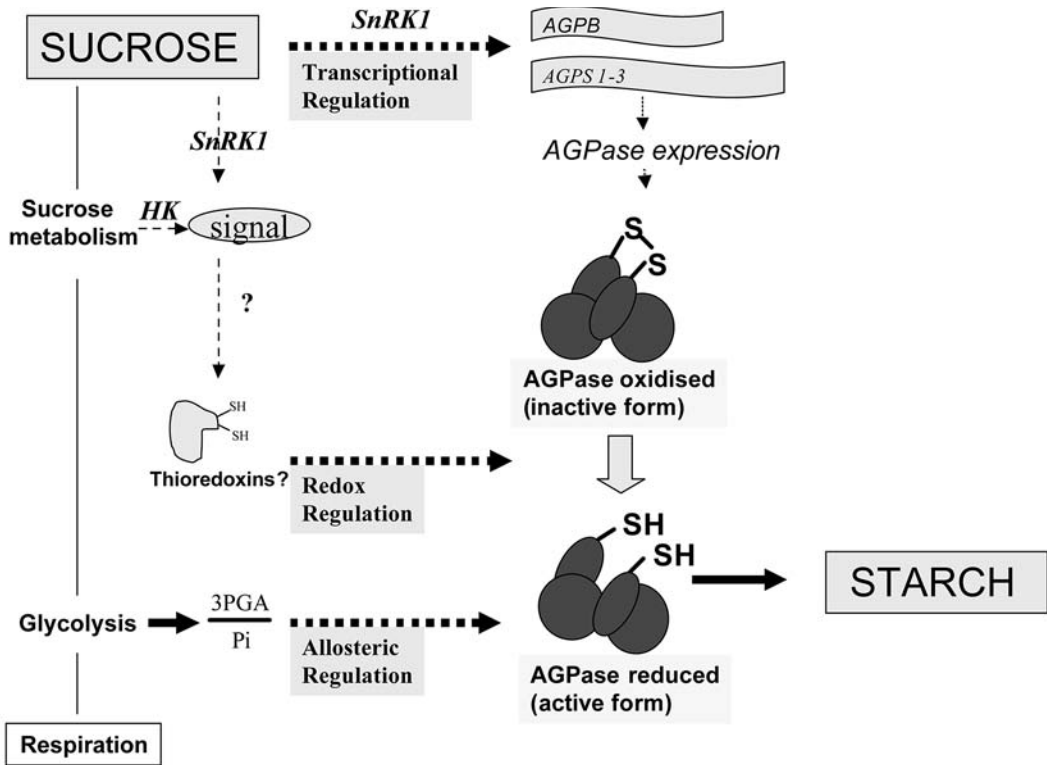 SUCROSE
SnRK1
Transcriptional
Regulation
AGPB
AGPS 1-3
AGPase expression
SnRK1
Sucrose
metabolism
HK
signal
?
S
S
AGPase oxidised
(inactive form)
SH
SH
Thioredoxins?
Redox
Regulation
SH
SH
STARCH
Glycolysis
3PGA
Pi
Allosteric
Regulation
AGPase reduced
(active form)
Respiration